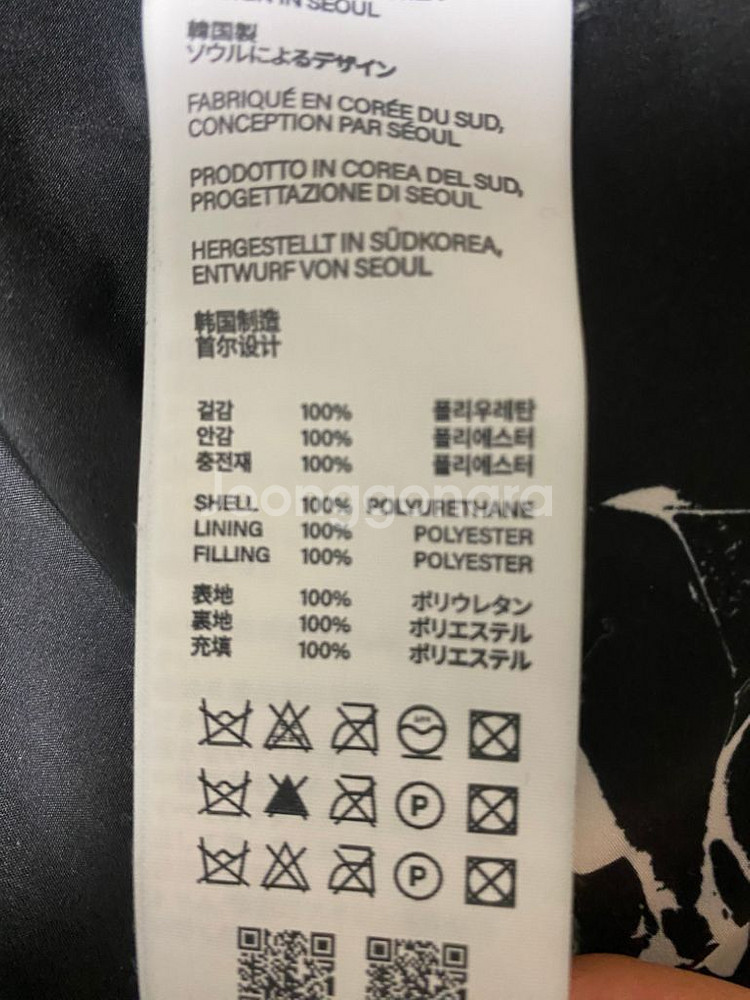 IN SEOUL
韓国製
ソウルによるデザイン
FABRIQUÉ EN CORÉE DU SUD,
CONCEPTION PAR SÉOUL
PRODOTTO IN COREA DEL SUD,
PROGETTAZIONE DI SEOUL
HERGESTELLT IN SÜDKOREA,
ENTWURF VON SEOUL
韩国制造
首尔设计
겉감 100% 폴리우레탄
안감 100% 폴리에스터
충전재 100% 폴리에스터
joonggonara
SHELL 100% POLYURETHANE
LINING 100% POLYESTER
FILLING 100% POLYESTER
表地 100% ポリウレタン
裏地 100% ポリエステル
充填 100% ポリエステル
P
P